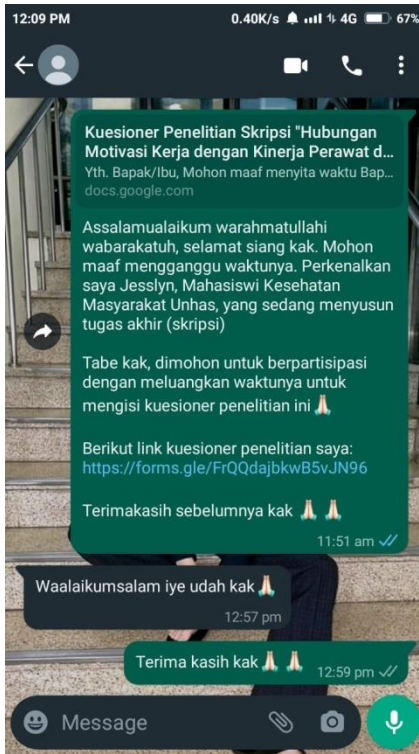 12:09 PM 0.40K/s 4G 67%
Kuesioner Penelitian Skripsi "Hubungan
Motivasi Kerja dengan Kinerja Perawat d...
Yth. Bapak/Ibu, Mohon maaf menyita waktu Bap...
docs.google.com
Assalamualaikum warahmatullahi
wabarakatuh, selamat siang kak. Mohon
maaf mengganggu waktunya. Perkenalkan
saya Jesslyn, Mahasiswi Kesehatan
Masyarakat Unhas, yang sedang menyusun
tugas akhir (skripsi)
Tabe kak, dimohon untuk berpartisipasi
dengan meluangkan waktunya untuk
mengisi kuesioner penelitian ini🙏🏻
Berikut link kuesioner penelitian saya:
https://forms.gle/FrQQdajbkwB5vJN96
Terimakasih sebelumnya kak 🙏🏻 🙏🏻
11:51 am
Waalaikumsalam iye udah kak🙏🏻
12:57 pm
Terima kasih kak🙏🏻 🙏🏻
12:59 pm
Message